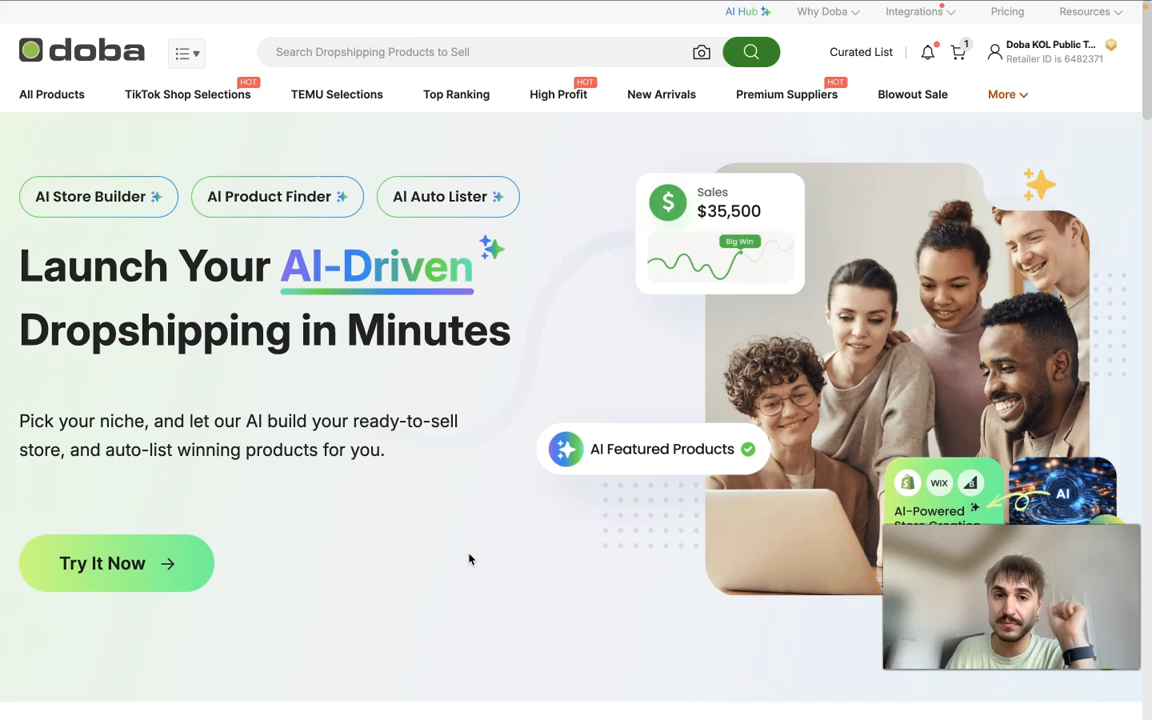 AI Hub
Why Doba
Integrations
Pricing
Resources
doba
Search Dropshipping Products to Sell
Curated List
1
Doba KOL Public T...
Retailer ID is 6482371
All Products
TikTok Shop Selections
HOT
TEMU Selections
Top Ranking
High Profit
HOT
New Arrivals
Premium Suppliers
HOT
Blowout Sale
More
AI Store Builder
AI Product Finder
AI Auto Lister
Launch Your AI-Driven
Dropshipping in Minutes
Pick your niche, and let our AI build your ready-to-sell
store, and auto-list winning products for you.
Try It Now
$
Sales
$35,500
Big Win
AI Featured Products
WIX
AI-Powered
Store Creation
AI